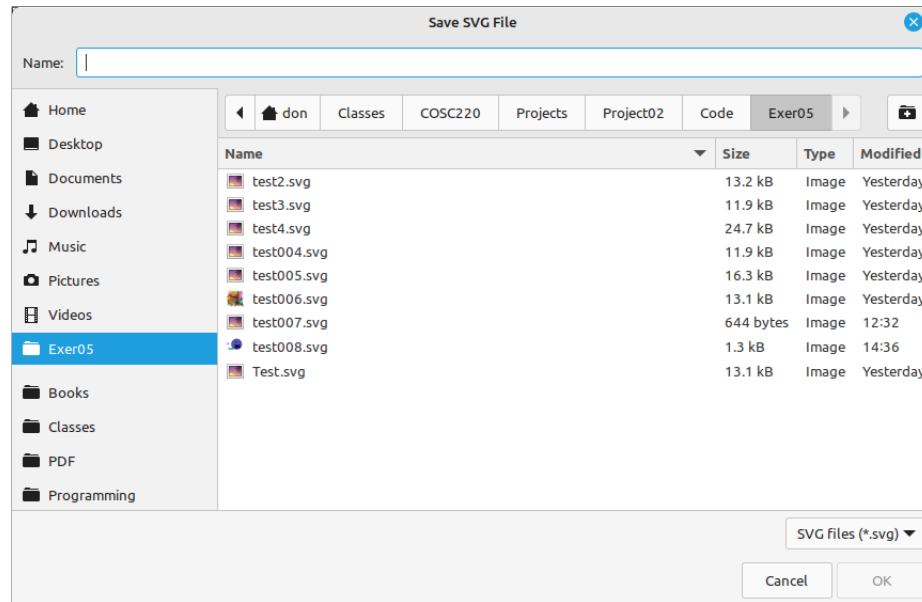 Save SVG File
Name:
Home
Desktop
Documents
Downloads
Music
Pictures
Videos
Exer05
Books
Classes
PDF
Programming
don Classes COSC220 Projects Project02 Code Exer05
Name Size Type Modified
test2.svg 13.2 kB Image Yesterday
test3.svg 11.9 kB Image Yesterday
test4.svg 24.7 kB Image Yesterday
test004.svg 11.9 kB Image Yesterday
test005.svg 16.3 kB Image Yesterday
test006.svg 13.1 kB Image Yesterday
test007.svg 644 bytes Image 12:32
test008.svg 1.3 kB Image 14:36
Test.svg 13.1 kB Image Yesterday
SVG files (*.svg)
Cancel OK